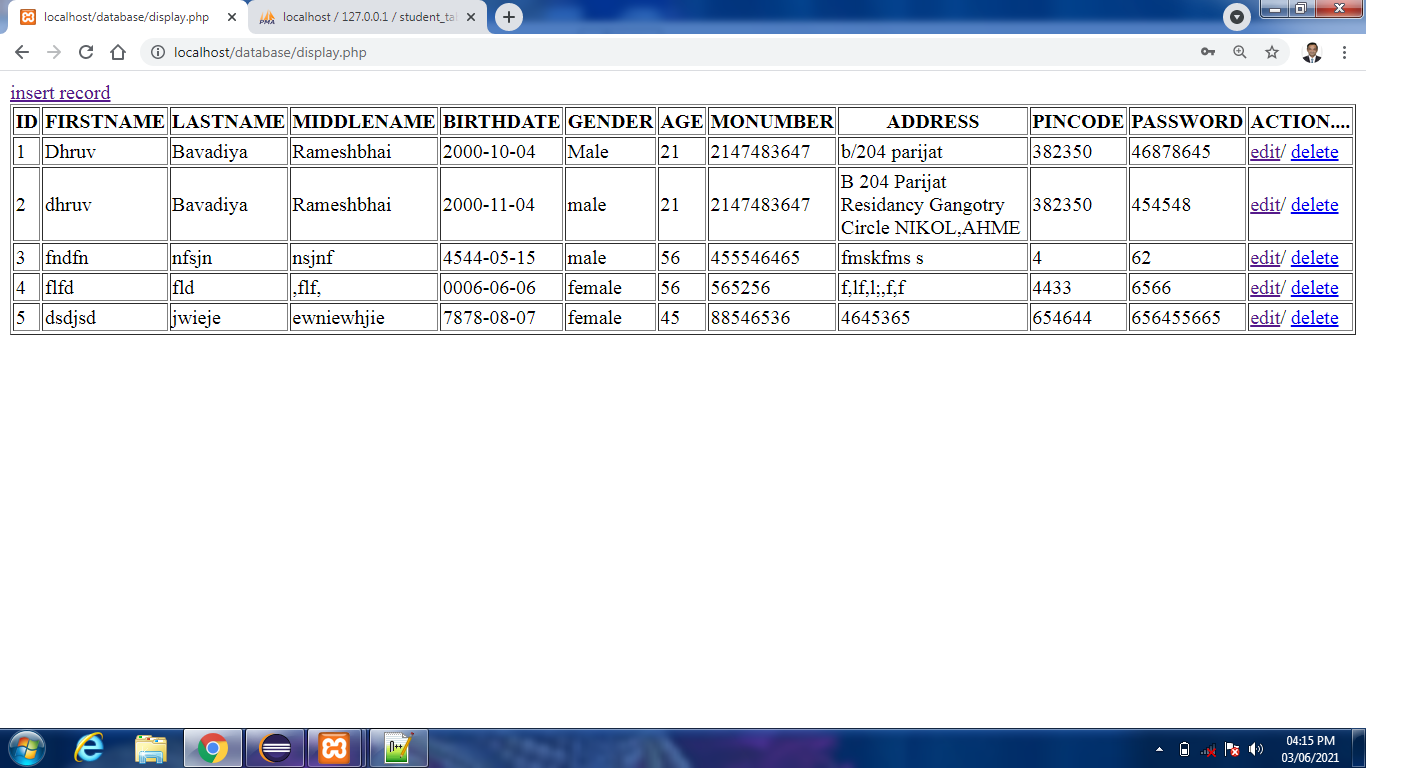 localhost/database/display.php
localhost / 127.0.0.1 / student_ta
localhost/database/display.php
insert record
ID FIRSTNAME LASTNAME MIDDLENAME BIRTHDATE GENDER AGE MONUMBER ADDRESS PINCODE PASSWORD ACTION....
1 Dhruv Bavadiya Rameshbhai 2000-10-04 Male 21 2147483647 b/204 parijat 382350 46878645 edit/ delete
2 dhruv Bavadiya Rameshbhai 2000-11-04 male 21 2147483647 B 204 Parijat
Residancy Gangotry
Circle NIKOL,AHME 382350 454548 edit/ delete
3 fndfn nfsjn nsjnf 4544-05-15 male 56 455546465 fmskfms s 4 62 edit/ delete
4 flfd fld ,flf, 0006-06-06 female 56 565256 f,lf,l;,f,f 4433 6566 edit/ delete
5 dsdjsd jwieje ewniewhjie 7878-08-07 female 45 88546536 4645365 654644 656455665 edit/ delete
04:15 PM
03/06/2021